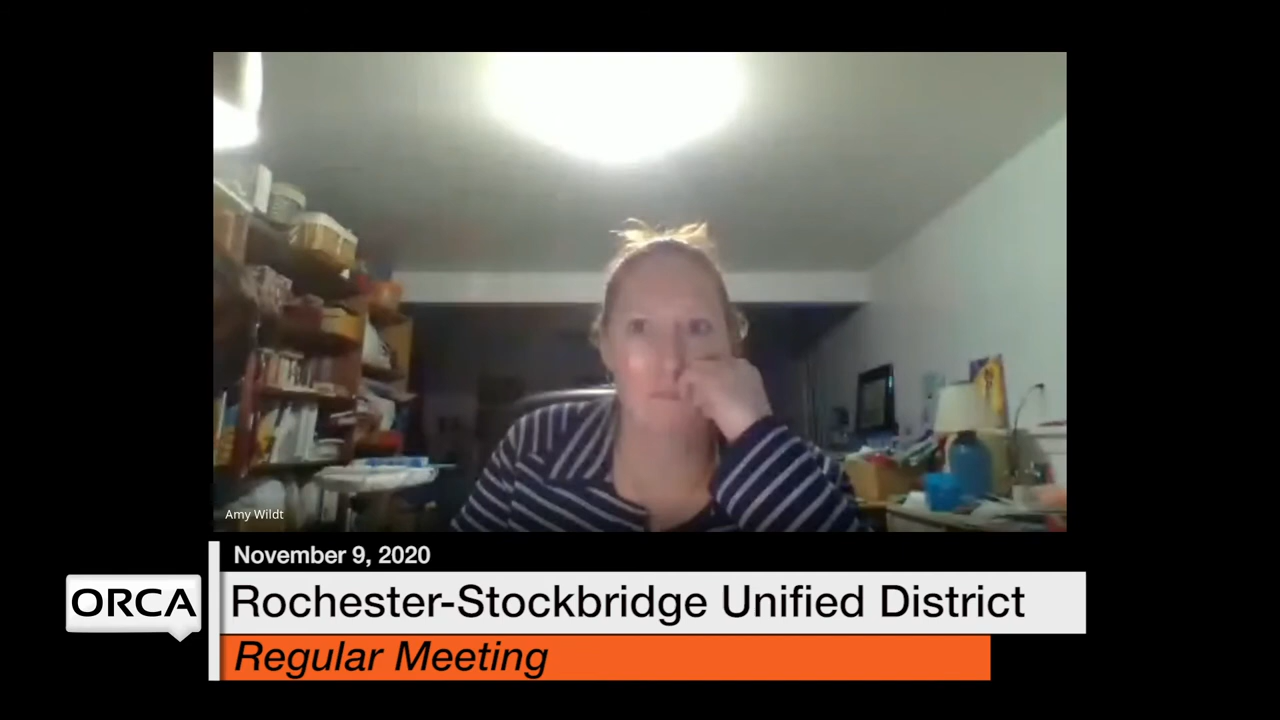 Amy Wildt
November 9, 2020
ORCA
Rochester-Stockbridge Unified District
Regular Meeting